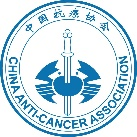 中国抗癌协会
CHINA ANTI-CANCER ASSOCIATION